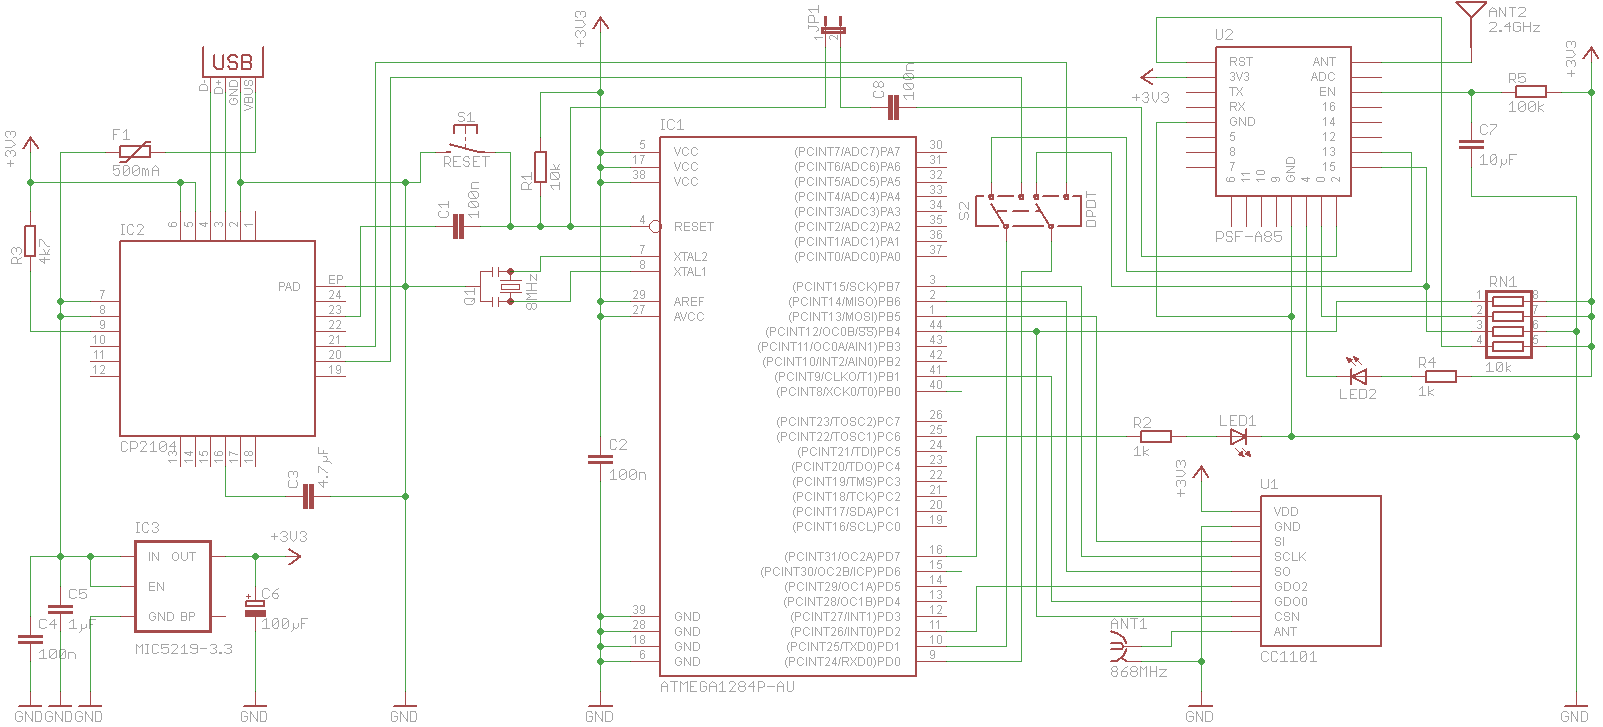 USB
D-
D+
GND
VBUS
+3V3
F1
500mA
R3
4k7
IC2
6
5
4
3
2
1
7
8
9
10
11
12
PAD
EP
24
23
22
21
20
19
CP2104
13
14
15
16
17
18
C3
4.7µF
IC3
IN OUT
EN
GND BP
MIC5219-3.3
+3V3
C5
1µF
C4
100n
C6
+
100µF
GND
GND
GND
GND
GND
S1
RESET
C1
100n
R1
10k
Q1
8MHz
+3V3
C2
100n
GND
JP1
1
2
C8
100n
IC1
5 VCC
17 VCC
38 VCC
4 RESET
7 XTAL2
8 XTAL1
29 AREF
27 AVCC
39 GND
28 GND
18 GND
6 GND
(PCINT7/ADC7)PA7 30
(PCINT6/ADC6)PA6 31
(PCINT5/ADC5)PA5 32
(PCINT4/ADC4)PA4 33
(PCINT3/ADC3)PA3 34
(PCINT2/ADC2)PA2 35
(PCINT1/ADC1)PA1 36
(PCINT0/ADC0)PA0 37
(PCINT15/SCK)PB7 3
(PCINT14/MISO)PB6 2
(PCINT13/MOSI)PB5 1
(PCINT12/OC0B/SS)PB4 44
(PCINT11/OC0A/AIN1)PB3 43
(PCINT10/INT2/AIN0)PB2 42
(PCINT9/CLKO/T1)PB1 41
(PCINT8/XCK0/T0)PB0 40
(PCINT23/TOSC2)PC7 26
(PCINT22/TOSC1)PC6 25
(PCINT21/TDI)PC5 24
(PCINT20/TDO)PC4 23
(PCINT19/TMS)PC3 22
(PCINT18/TCK)PC2 21
(PCINT17/SDA)PC1 20
(PCINT16/SCL)PC0 19
(PCINT31/OC2A)PD7 16
(PCINT30/OC2B/ICP)PD6 15
(PCINT29/OC1A)PD5 14
(PCINT28/OC1B)PD4 13
(PCINT27/INT1)PD3 12
(PCINT26/INT0)PD2 11
(PCINT25/TXD0)PD1 10
(PCINT24/RXD0)PD0 9
ATMEGA1284P-AU
S2
DPDT
U2
RST ANT
3V3 ADC
TX EN
RX 16
GND 14
5 12
8 13
7 15
6
11
10
9
GND
4
0
2
PSF-A85
+3V3
ANT2
2.4GHz
+3V3
R5
100k
C7
10µF
RN1
1
2
3
4
8
7
6
5
10k
LED2
R4
1k
R2
1k
LED1
+3V3
U1
VDD
GND
SI
SCLK
SO
GDO2
GDO0
CSN
ANT
CC1101
ANT1
868MHz
GND
GND